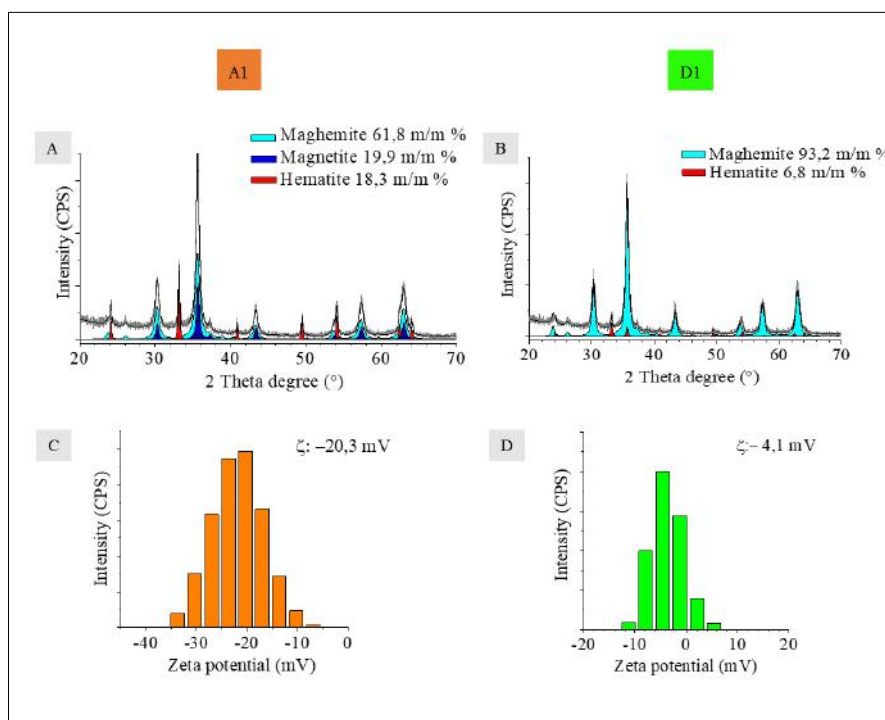 A1
D1
A
Maghemite 61,8 m/m %
Magnetite 19,9 m/m %
Hematite 18,3 m/m %
Intensity (CPS)
20 30 40 50 60 70
2 Theta degree (°)
B
Maghemite 93,2 m/m %
Hematite 6,8 m/m %
Intensity (CPS)
20 30 40 50 60 70
2 Theta degree (°)
C
ζ: −20,3 mV
Intensity (CPS)
-40 -30 -20 -10 0
Zeta potential (mV)
D
ζ:− 4,1 mV
Intensity (CPS)
-20 -10 0 10 20
Zeta potential (mV)